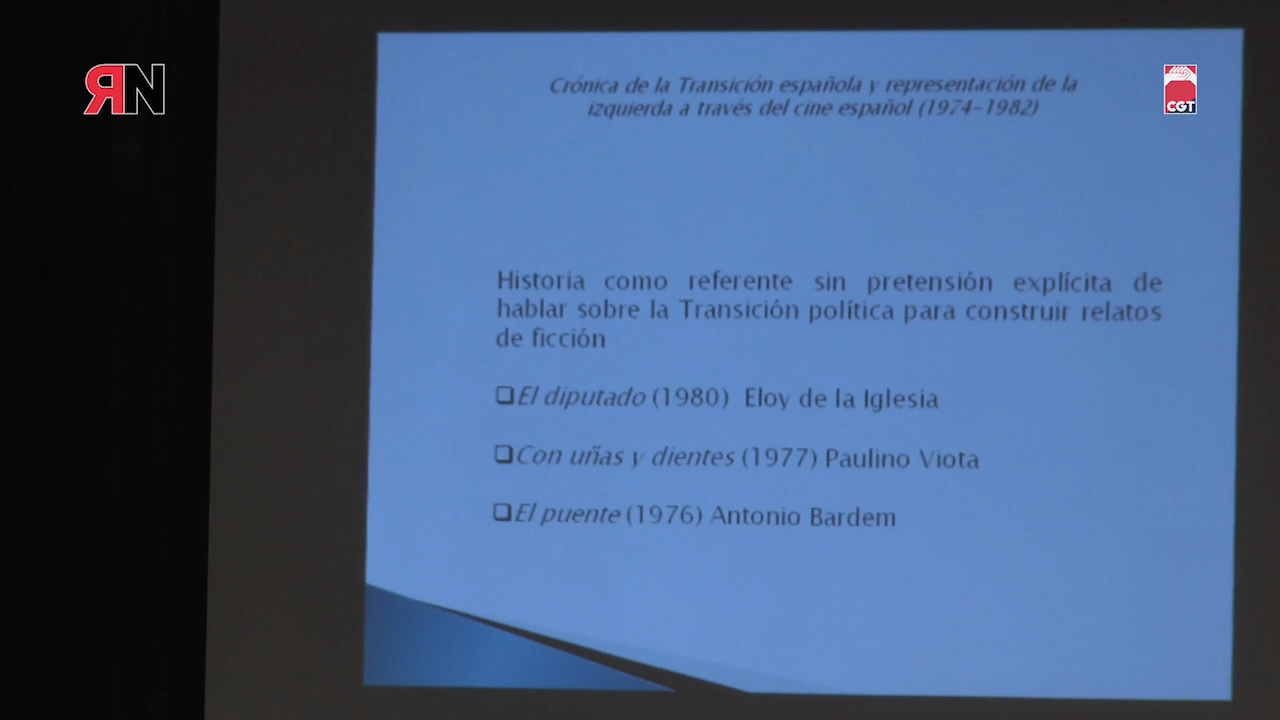 RN
CGT
Crónica de la Transición española y representación de la
izquierda a través del cine español (1974-1982)
Historia como referente sin pretensión explícita de
hablar sobre la Transición política para construir relatos
de ficción
❑El diputado (1980) Eloy de la Iglesia
❑Con uñas y dientes (1977) Paulino Viota
❑El puente (1976) Antonio Bardem